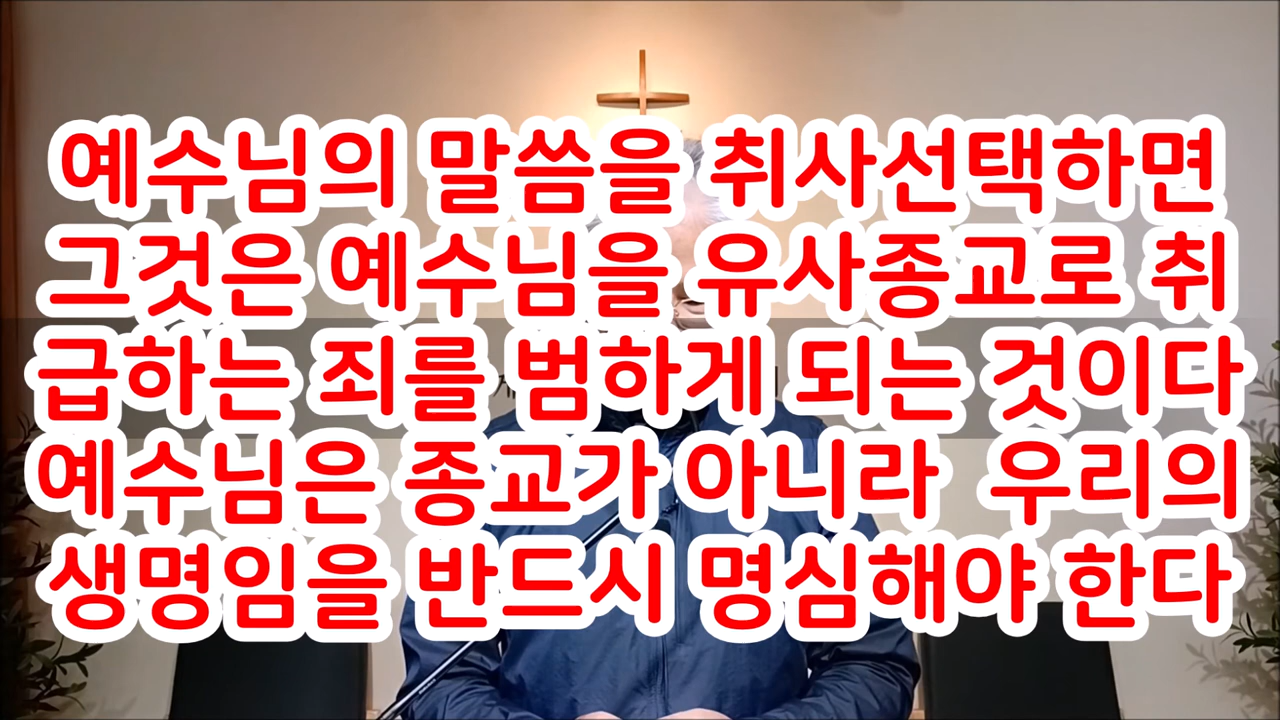 예수님의 말씀을 취사선택하면
그것은 예수님을 유사종교로 취
급하는 죄를 범하게 되는 것이다
예수님은 종교가 아니라 우리의
생명임을 반드시 명심해야 한다